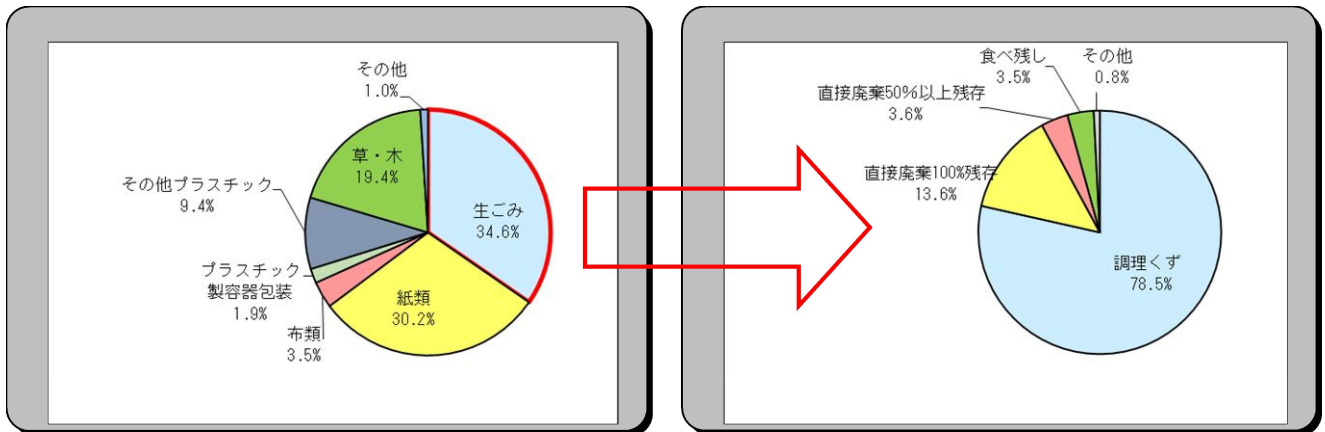 その他
1.0%
草・木
19.4%
その他プラスチック
9.4%
生ごみ
34.6%
プラスチック
製容器包装
1.9%
紙類
30.2%
布類
3.5%
食べ残し
3.5%
その他
0.8%
直接廃棄50%以上残存
3.6%
直接廃棄100%残存
13.6%
調理くず
78.5%